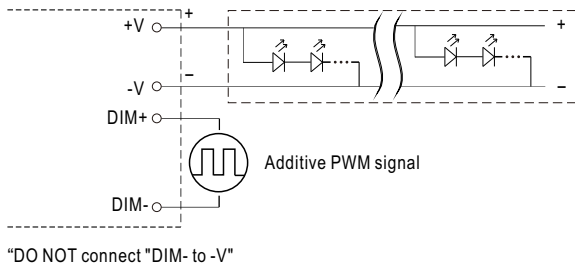 +V + +
-V − −
DIM+
Additive PWM signal
DIM-
“DO NOT connect "DIM- to -V"